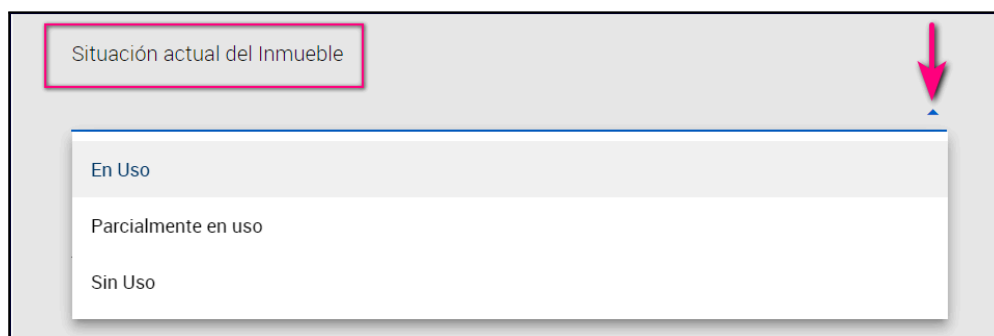 Situación actual del Inmueble
En Uso
Parcialmente en uso
Sin Uso